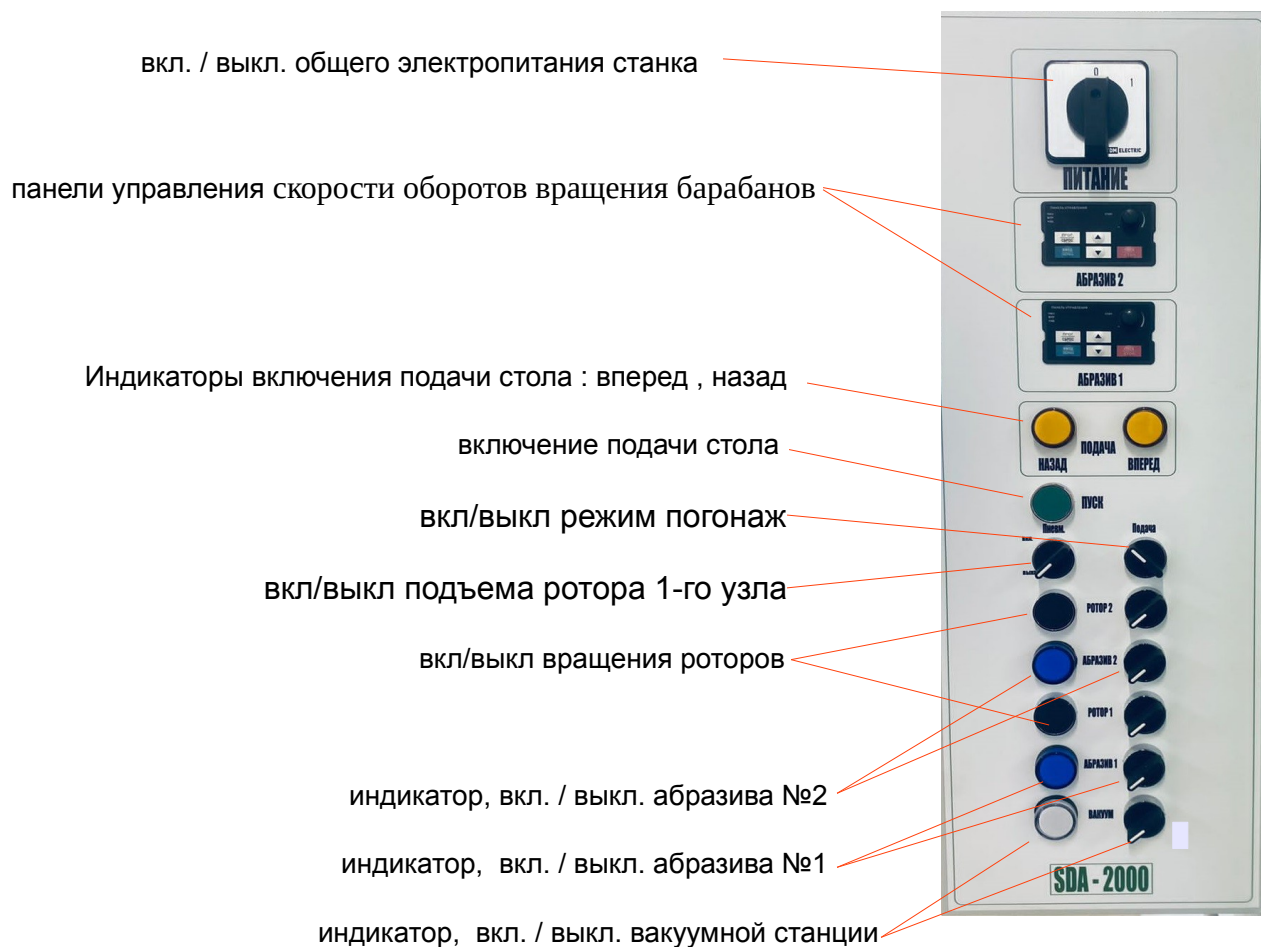 вкл. / выкл. общего электропитания станка
0
1
ELECTRIC
ПИТАНИЕ
панели управления скорости оборотов вращения барабанов
АБРАЗИВ 2
АБРАЗИВ 1
Индикаторы включения подачи стола : вперед , назад
ПОДАЧА
НАЗАД
ВПЕРЕД
включение подачи стола
ПУСК
вкл/выкл режим погонаж
Пневм.
Подача
вкл/выкл подъема ротора 1-го узла
РОТОР 2
вкл/выкл вращения роторов
АБРАЗИВ 2
РОТОР 1
АБРАЗИВ 1
индикатор, вкл. / выкл. абразива №2
ВАКУУМ
индикатор, вкл. / выкл. абразива №1
SDA - 2000
индикатор, вкл. / выкл. вакуумной станции